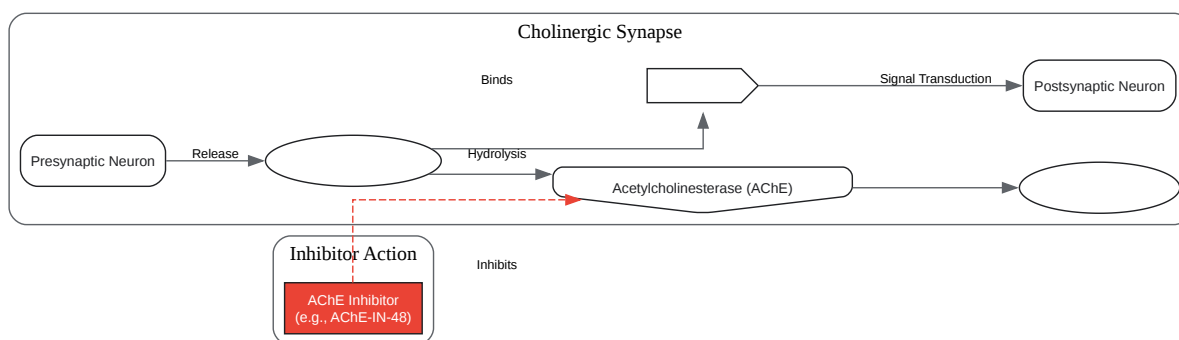 Cholinergic Synapse
Binds
Signal Transduction
Postsynaptic Neuron
Presynaptic Neuron
Release
Hydrolysis
Acetylcholinesterase (AChE)
Inhibitor Action
Inhibits
AChE Inhibitor
(e.g., AChE-IN-48)